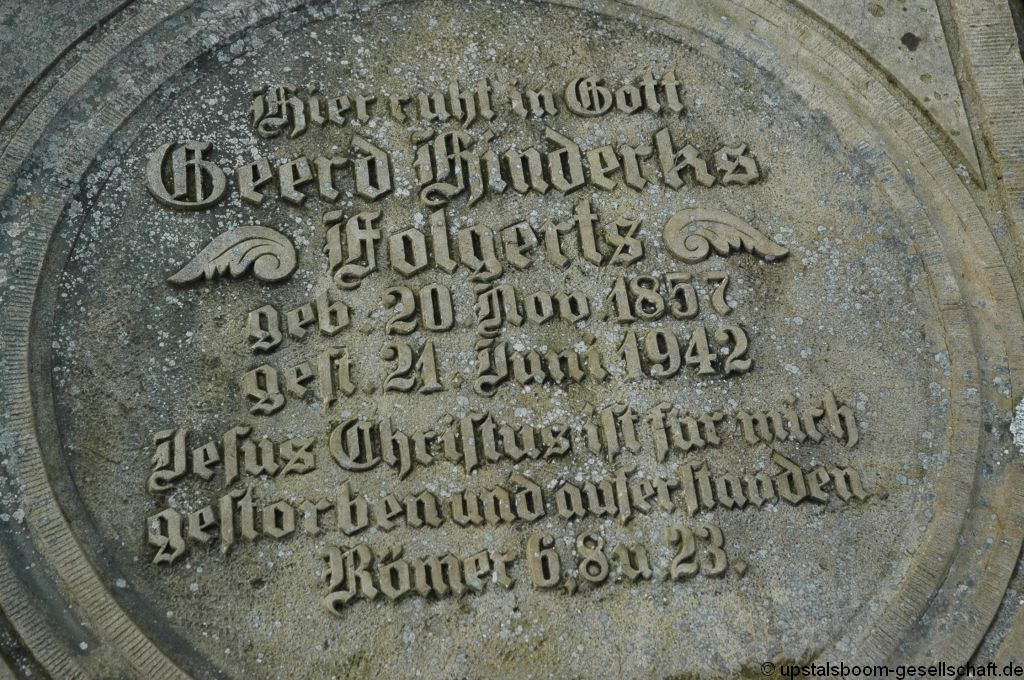 Hier ruht in Gott
Geerd Hinderks
Folgerts
geb. 20. Nov. 1857
gest. 21. Juni 1942
Jesus Christus ist für mich
gestorben und auferstanden
Römer 6,8 u. 23.
© upstalsboom-gesellschaft.de